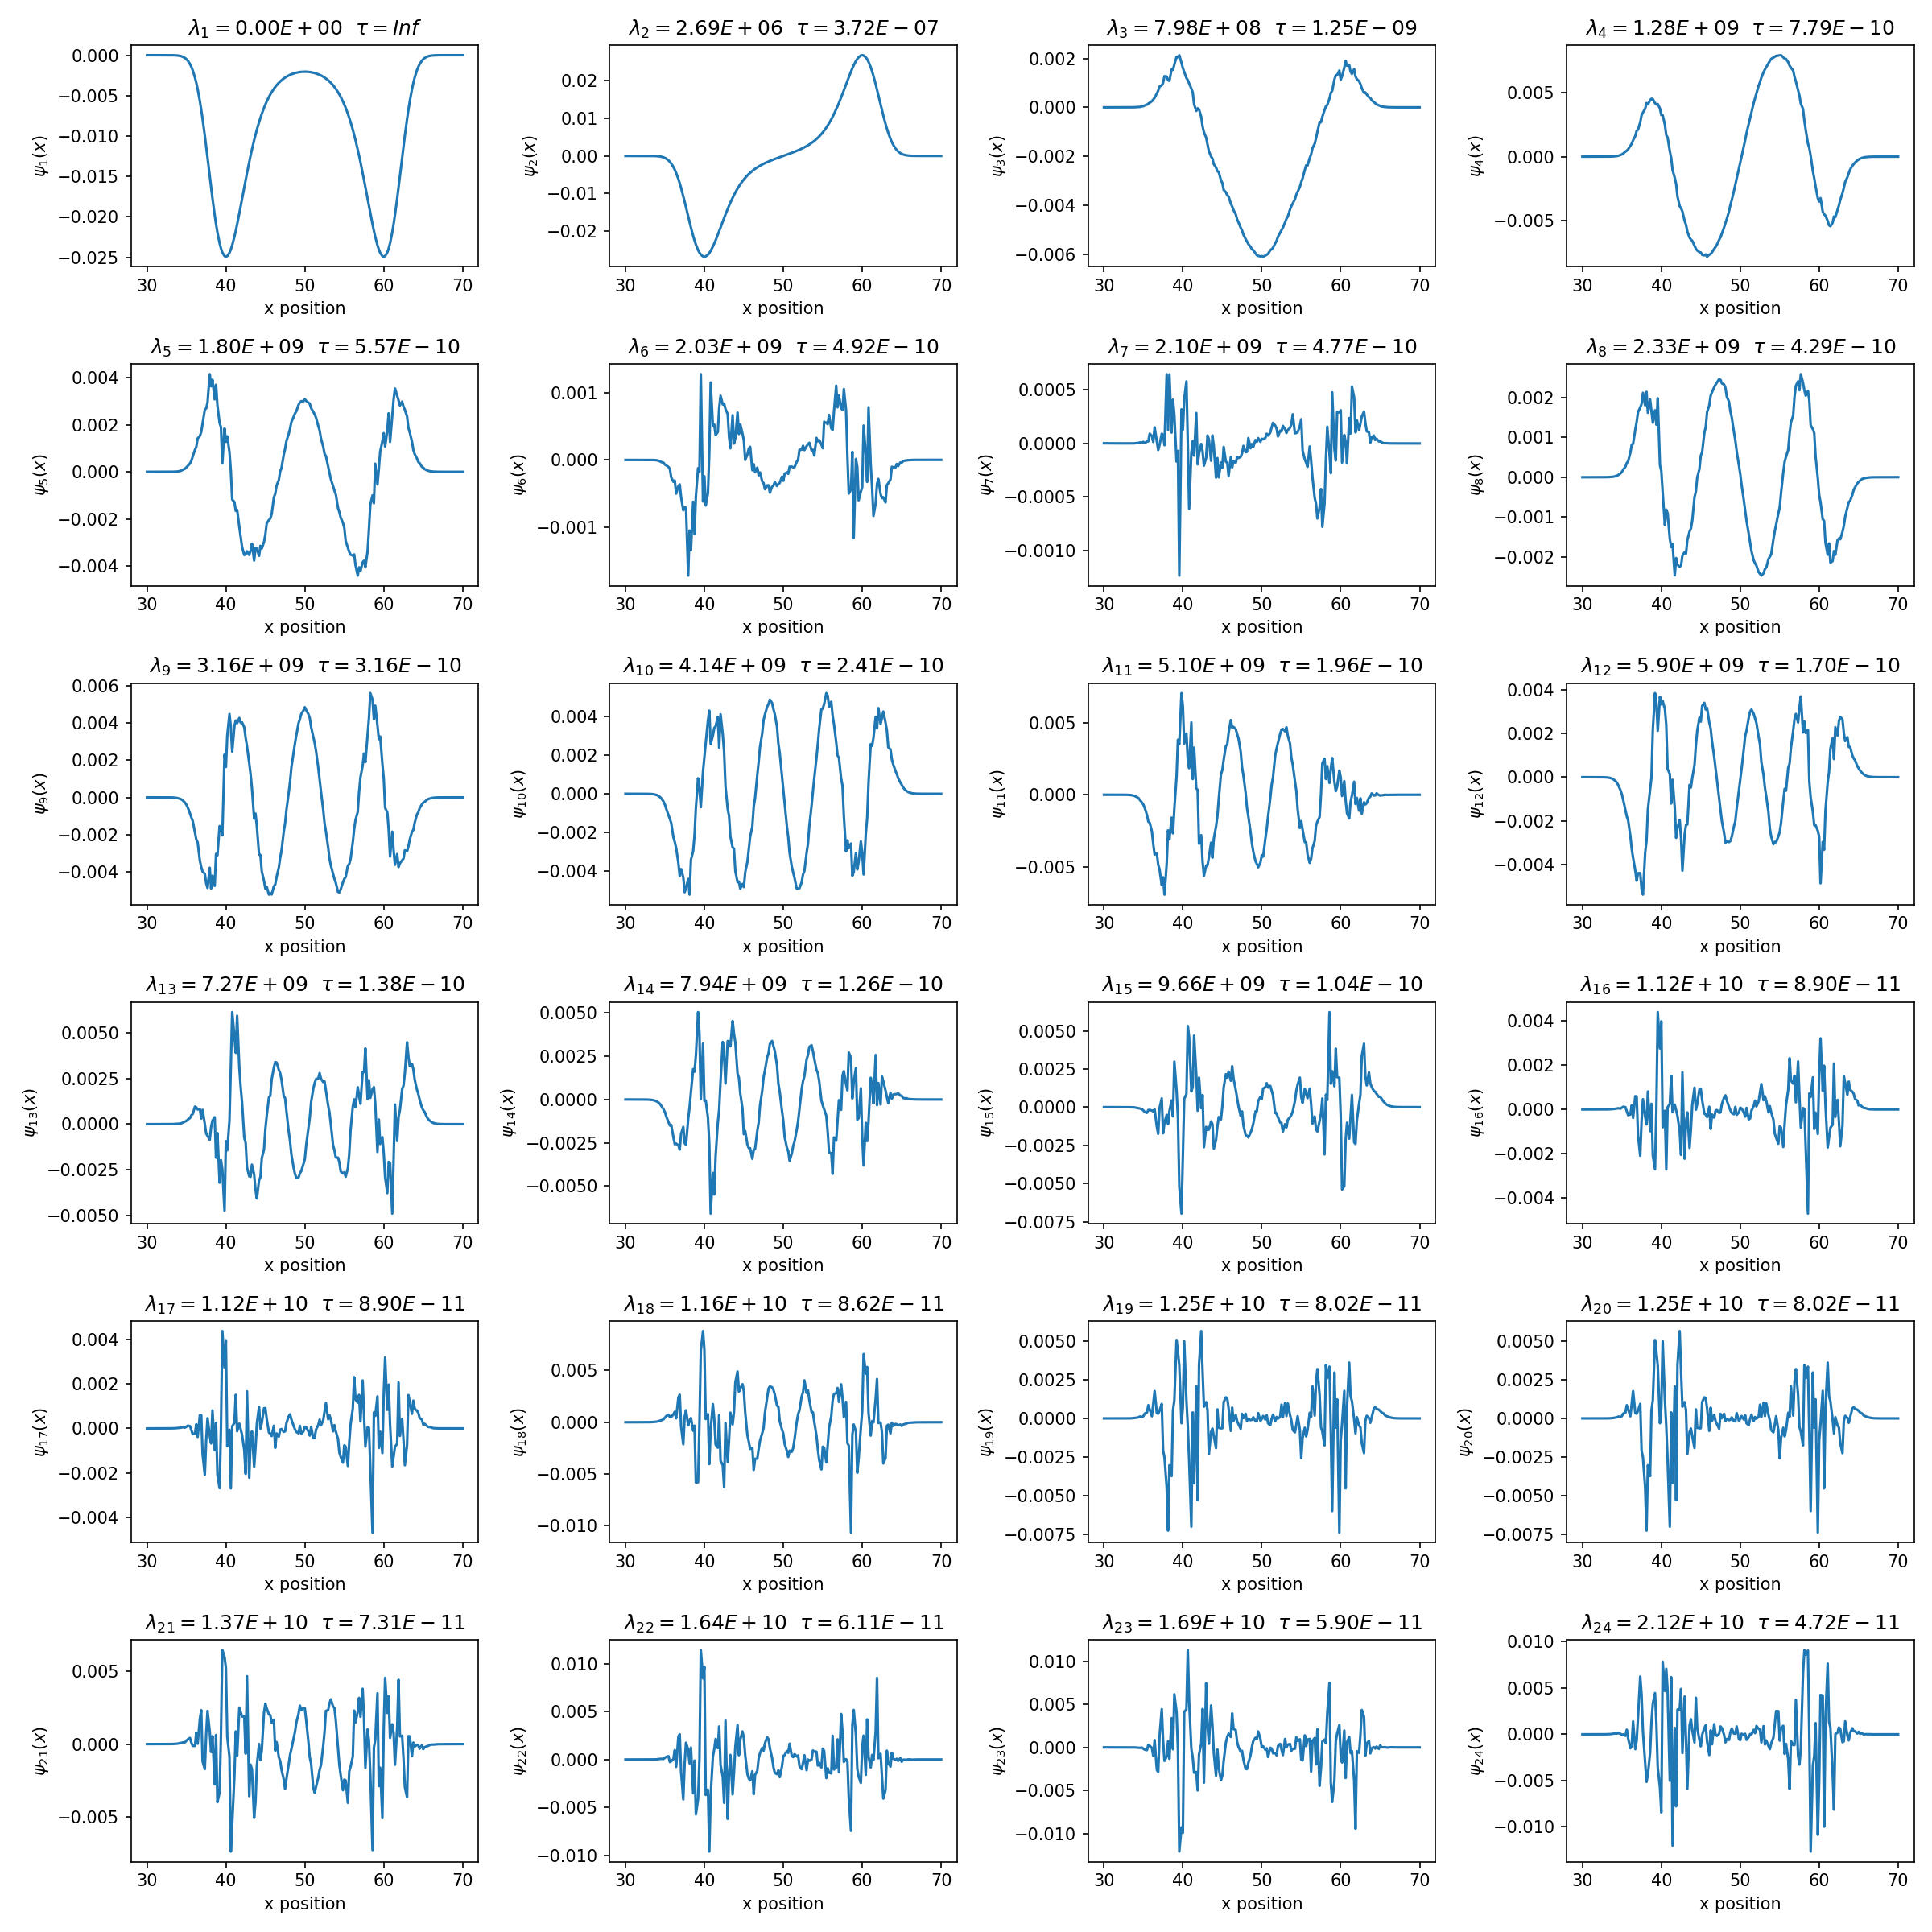 λ₁ = 0.00E + 00 τ = Inf
ψ₁(x)
0.000
−0.005
−0.010
−0.015
−0.020
−0.025
30 40 50 60 70
x position
λ₂ = 2.69E + 06 τ = 3.72E − 07
ψ₂(x)
0.02
0.01
0.00
−0.01
−0.02
30 40 50 60 70
x position
λ₃ = 7.98E + 08 τ = 1.25E − 09
ψ₃(x)
0.002
0.000
−0.002
−0.004
−0.006
30 40 50 60 70
x position
λ₄ = 1.28E + 09 τ = 7.79E − 10
ψ₄(x)
0.005
0.000
−0.005
30 40 50 60 70
x position
λ₅ = 1.80E + 09 τ = 5.57E − 10
ψ₅(x)
0.004
0.002
0.000
−0.002
−0.004
30 40 50 60 70
x position
λ₆ = 2.03E + 09 τ = 4.92E − 10
ψ₆(x)
0.001
0.000
−0.001
30 40 50 60 70
x position
λ₇ = 2.10E + 09 τ = 4.77E − 10
ψ₇(x)
0.0005
0.0000
−0.0005
−0.0010
30 40 50 60 70
x position
λ₈ = 2.33E + 09 τ = 4.29E − 10
ψ₈(x)
0.002
0.001
0.000
−0.001
−0.002
30 40 50 60 70
x position
λ₉ = 3.16E + 09 τ = 3.16E − 10
ψ₉(x)
0.006
0.004
0.002
0.000
−0.002
−0.004
30 40 50 60 70
x position
λ₁₀ = 4.14E + 09 τ = 2.41E − 10
ψ₁₀(x)
0.004
0.002
0.000
−0.002
−0.004
30 40 50 60 70
x position
λ₁₁ = 5.10E + 09 τ = 1.96E − 10
ψ₁₁(x)
0.005
0.000
−0.005
30 40 50 60 70
x position
λ₁₂ = 5.90E + 09 τ = 1.70E − 10
ψ₁₂(x)
0.004
0.002
0.000
−0.002
−0.004
30 40 50 60 70
x position
λ₁₃ = 7.27E + 09 τ = 1.38E − 10
ψ₁₃(x)
0.0050
0.0025
0.0000
−0.0025
−0.0050
30 40 50 60 70
x position
λ₁₄ = 7.94E + 09 τ = 1.26E − 10
ψ₁₄(x)
0.0050
0.0025
0.0000
−0.0025
−0.0050
30 40 50 60 70
x position
λ₁₅ = 9.66E + 09 τ = 1.04E − 10
ψ₁₅(x)
0.0050
0.0025
0.0000
−0.0025
−0.0050
−0.0075
30 40 50 60 70
x position
λ₁₆ = 1.12E + 10 τ = 8.90E − 11
ψ₁₆(x)
0.004
0.002
0.000
−0.002
−0.004
30 40 50 60 70
x position
λ₁₇ = 1.12E + 10 τ = 8.90E − 11
ψ₁₇(x)
0.004
0.002
0.000
−0.002
−0.004
30 40 50 60 70
x position
λ₁₈ = 1.16E + 10 τ = 8.62E − 11
ψ₁₈(x)
0.005
0.000
−0.005
−0.010
30 40 50 60 70
x position
λ₁₉ = 1.25E + 10 τ = 8.02E − 11
ψ₁₉(x)
0.0050
0.0025
0.0000
−0.0025
−0.0050
−0.0075
30 40 50 60 70
x position
λ₂₀ = 1.25E + 10 τ = 8.02E − 11
ψ₂₀(x)
0.0050
0.0025
0.0000
−0.0025
−0.0050
−0.0075
30 40 50 60 70
x position
λ₂₁ = 1.37E + 10 τ = 7.31E − 11
ψ₂₁(x)
0.005
0.000
−0.005
30 40 50 60 70
x position
λ₂₂ = 1.64E + 10 τ = 6.11E − 11
ψ₂₂(x)
0.010
0.005
0.000
−0.005
−0.010
30 40 50 60 70
x position
λ₂₃ = 1.69E + 10 τ = 5.90E − 11
ψ₂₃(x)
0.010
0.005
0.000
−0.005
−0.010
30 40 50 60 70
x position
λ₂₄ = 2.12E + 10 τ = 4.72E − 11
ψ₂₄(x)
0.010
0.005
0.000
−0.005
−0.010
30 40 50 60 70
x position